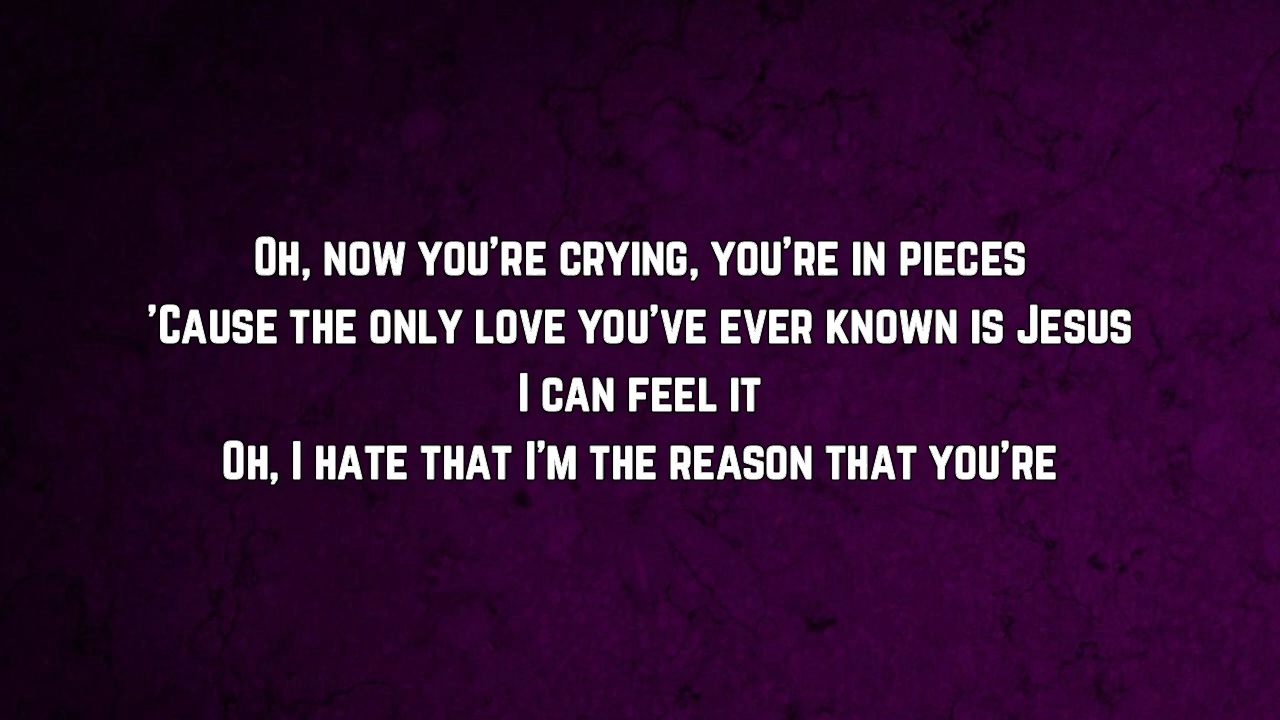 Oh, now you're crying, you're in pieces
'Cause the only love you've ever known is Jesus
I can feel it
Oh, I hate that I'm the reason that you're